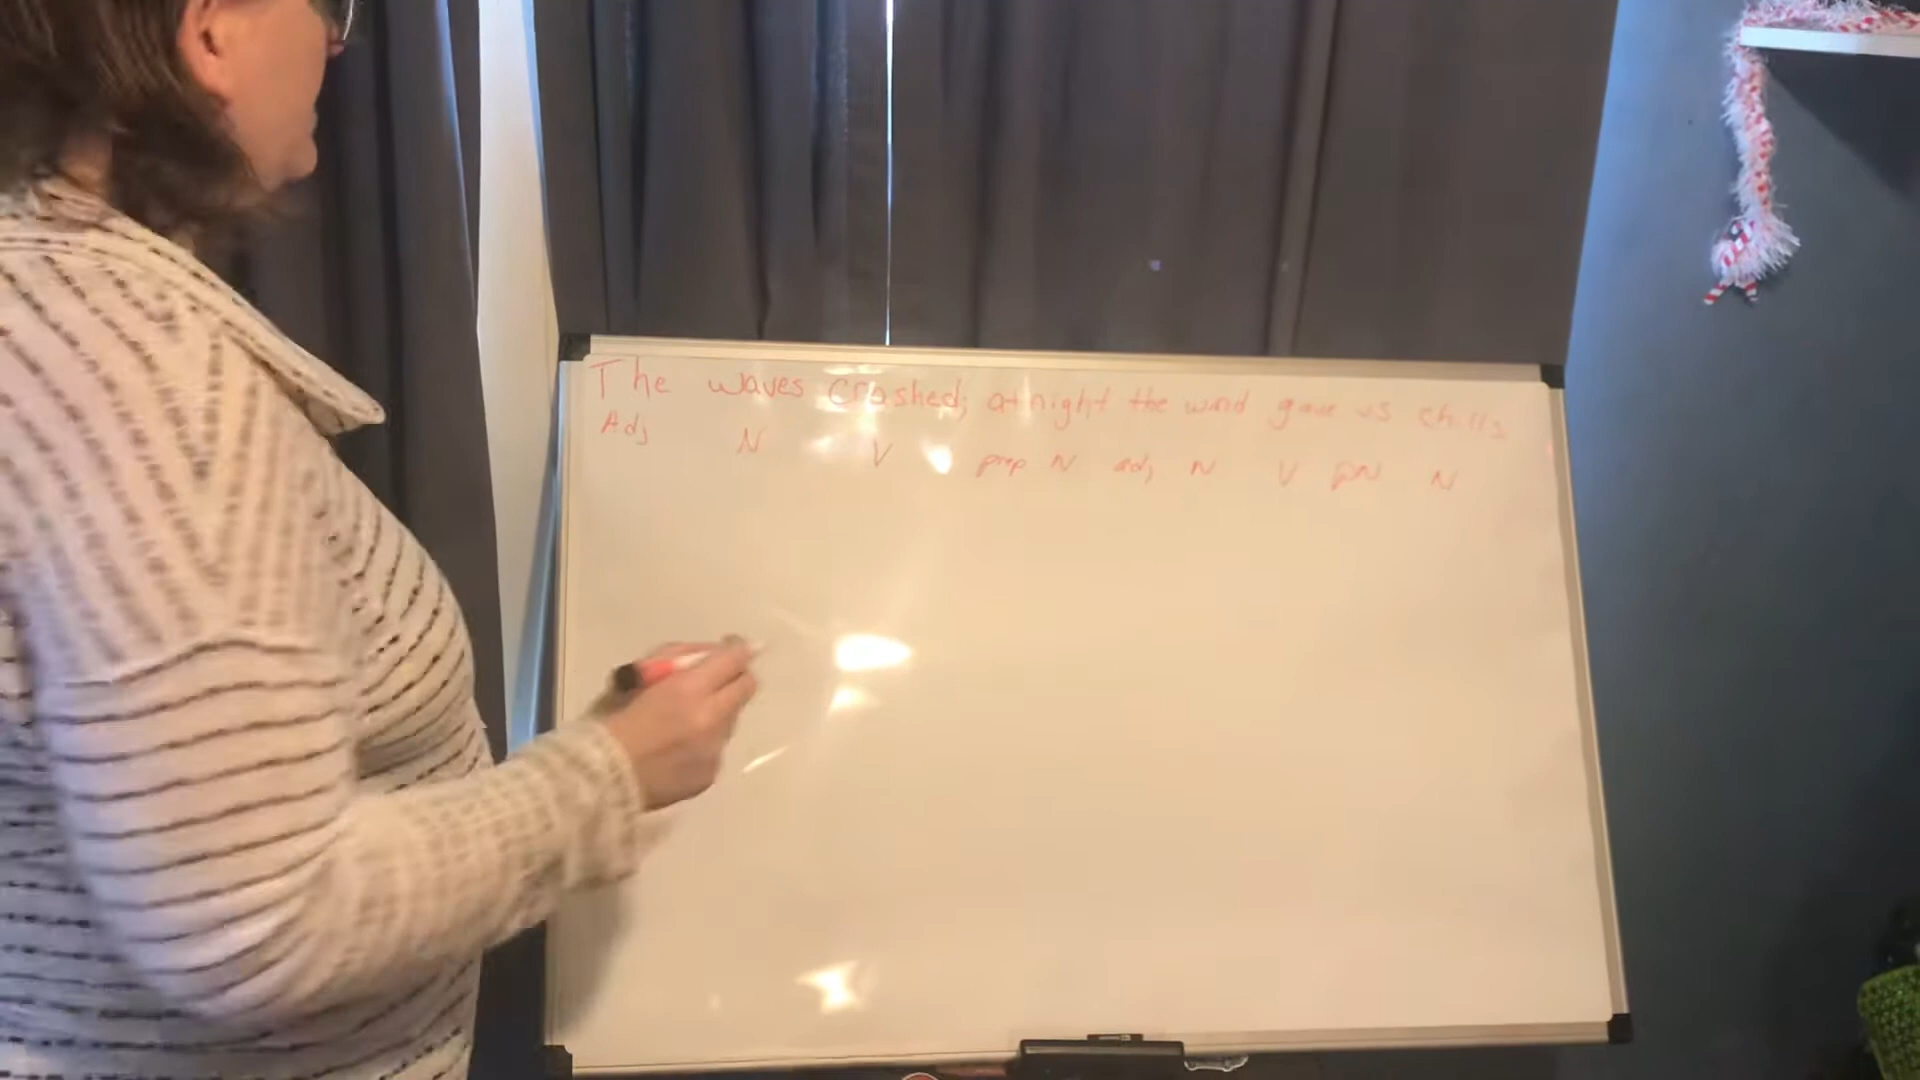 The waves crashed; at night the wind gave us chills
Adj N V prep N adj N V pN N